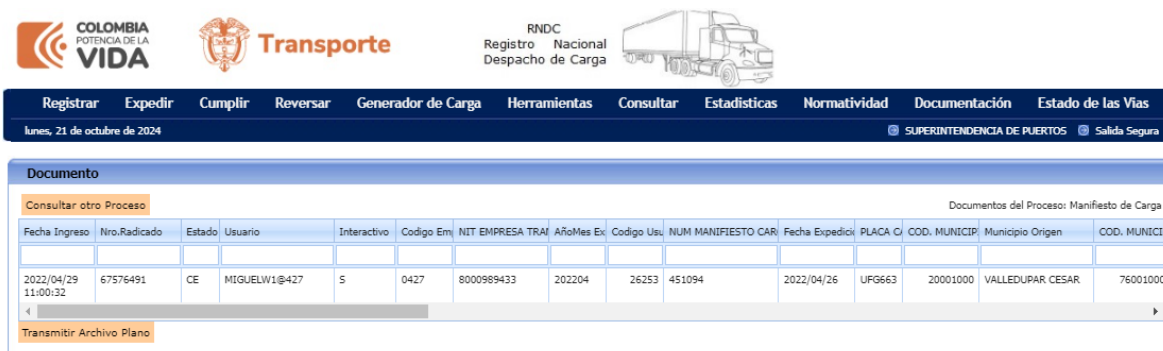 COLOMBIA
POTENCIA DE LA
VIDA
Transporte
RNDC
Registro Nacional
Despacho de Carga
Registrar Expedir Cumplir Reversar Generador de Carga Herramientas Consultar Estadisticas Normatividad Documentación Estado de las Vias
lunes, 21 de octubre de 2024 SUPERINTENDENCIA DE PUERTOS Salida Segura
Documento
Consultar otro Proceso Documentos del Proceso: Manifiesto de Carga
Fecha Ingreso Nro.Radicado Estado Usuario Interactivo Codigo Em NIT EMPRESA TRA AñoMes Ex Codigo Usu NUM MANIFIESTO CAR Fecha Expedici PLACA CA COD. MUNICIP Municipio Origen COD. MUNICI
2022/04/29 67576491 CE MIGUELW1@427 S 0427 8000989433 202204 26253 451094 2022/04/26 UFG663 20001000 VALLEDUPAR CESAR 76001000
11:00:32
Transmitir Archivo Plano